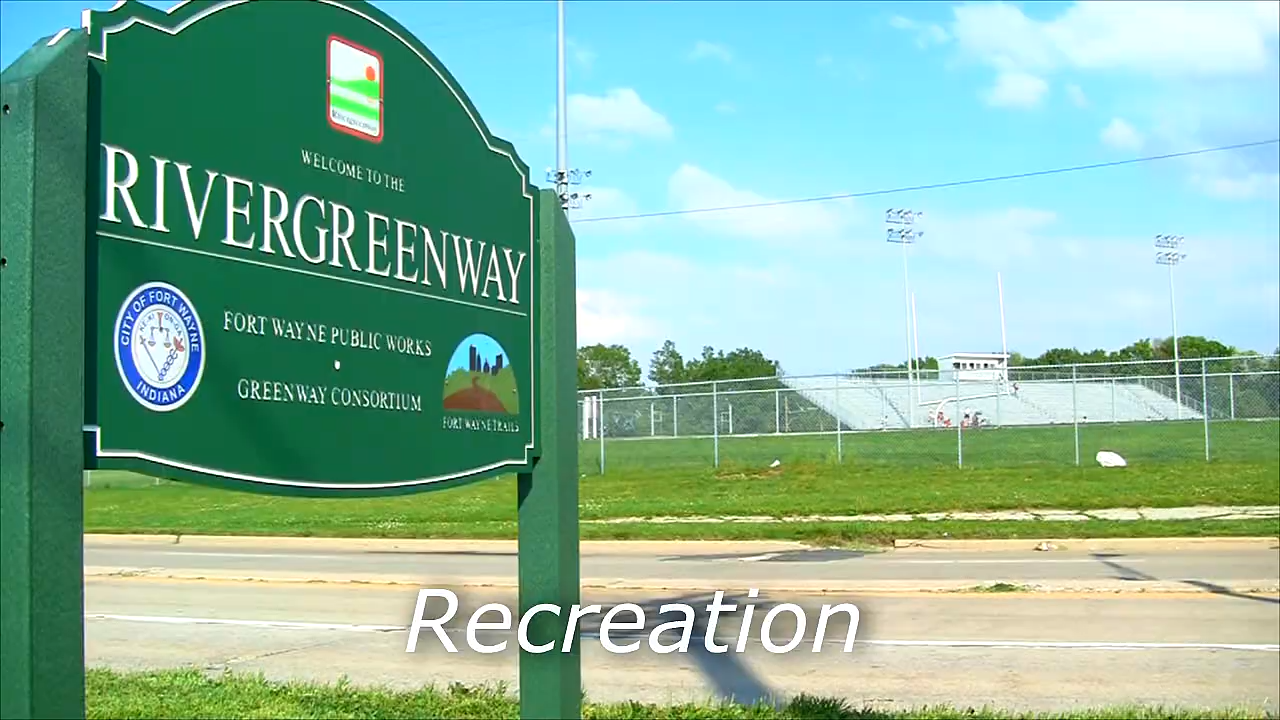 WELCOME TO THE
RIVERGREENWAY
CITY OF FORT WAYNE
INDIANA
FORT WAYNE PUBLIC WORKS
GREENWAY CONSORTIUM
FORT WAYNE TRAILS
Recreation